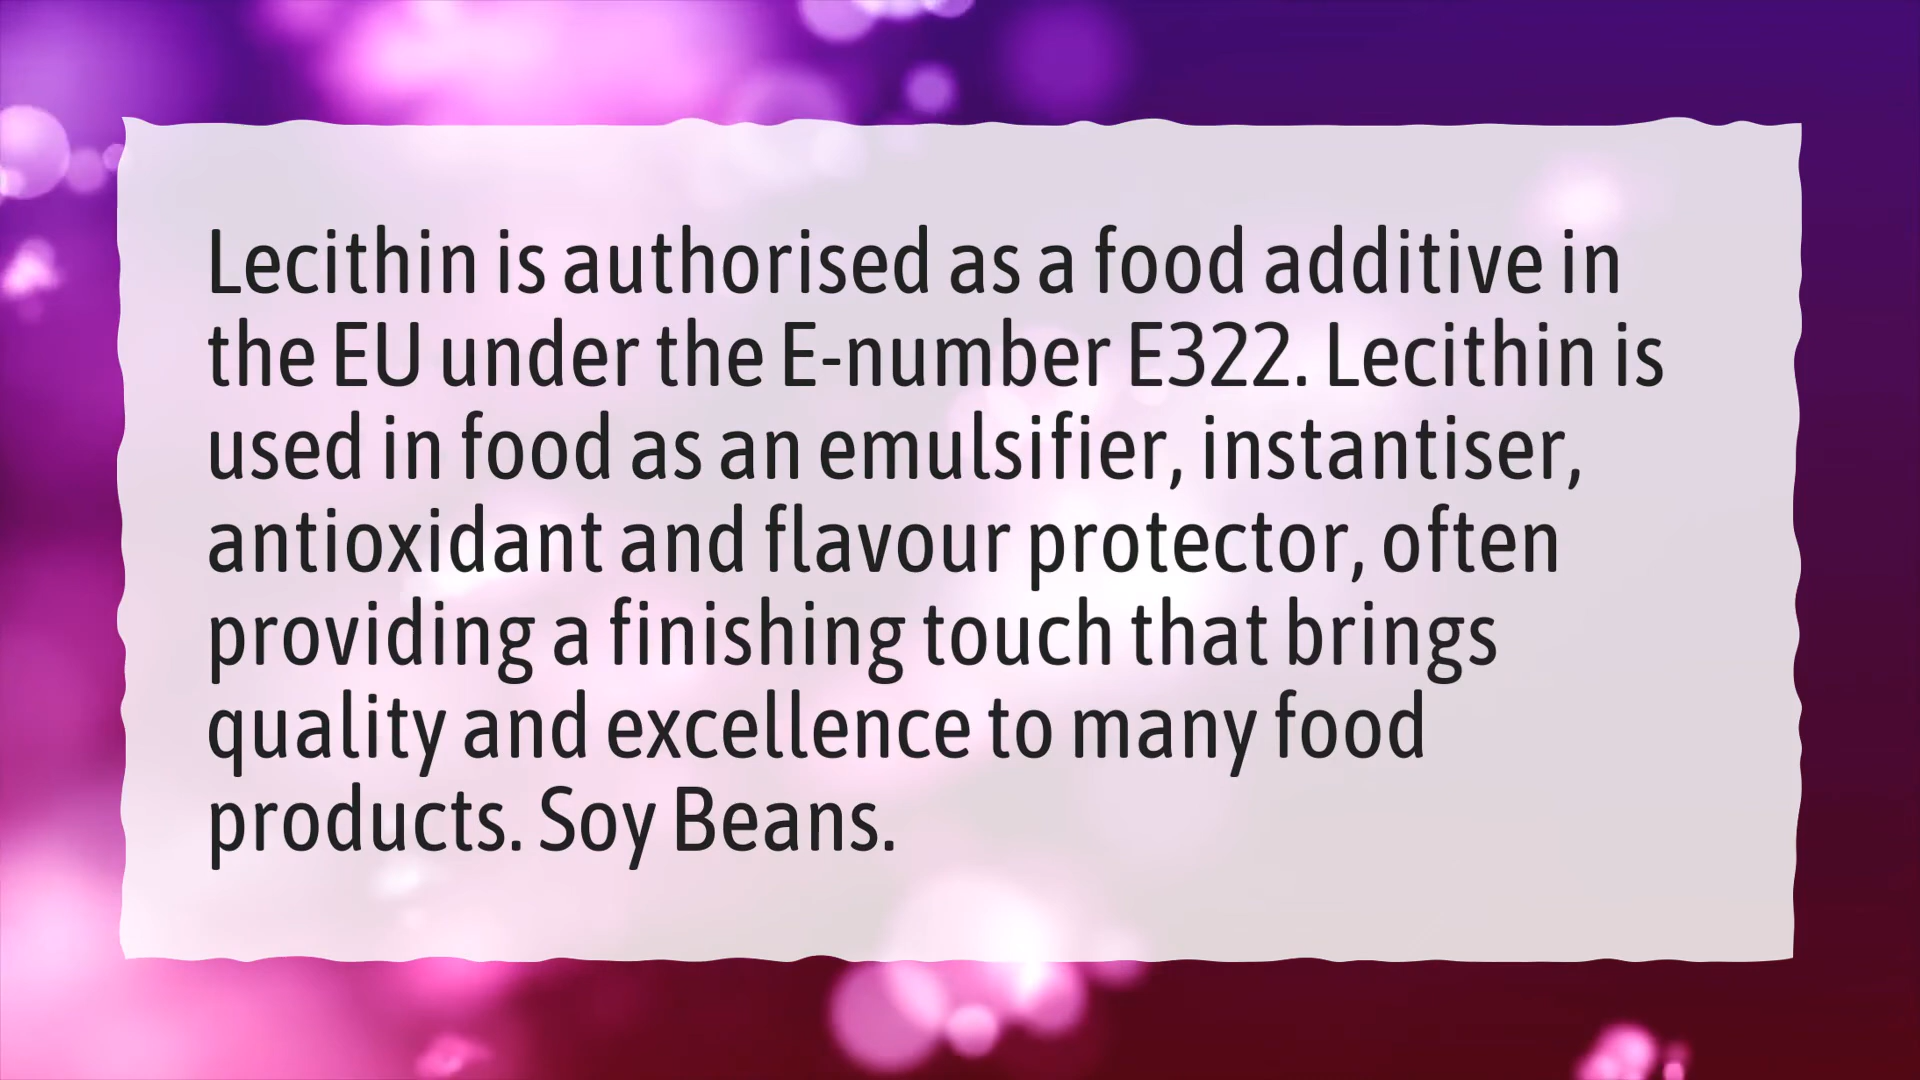 Lecithin is authorised as a food additive in
the EU under the E-number E322. Lecithin is
used in food as an emulsifier, instantiser,
antioxidant and flavour protector, often
providing a finishing touch that brings
quality and excellence to many food
products. Soy Beans.